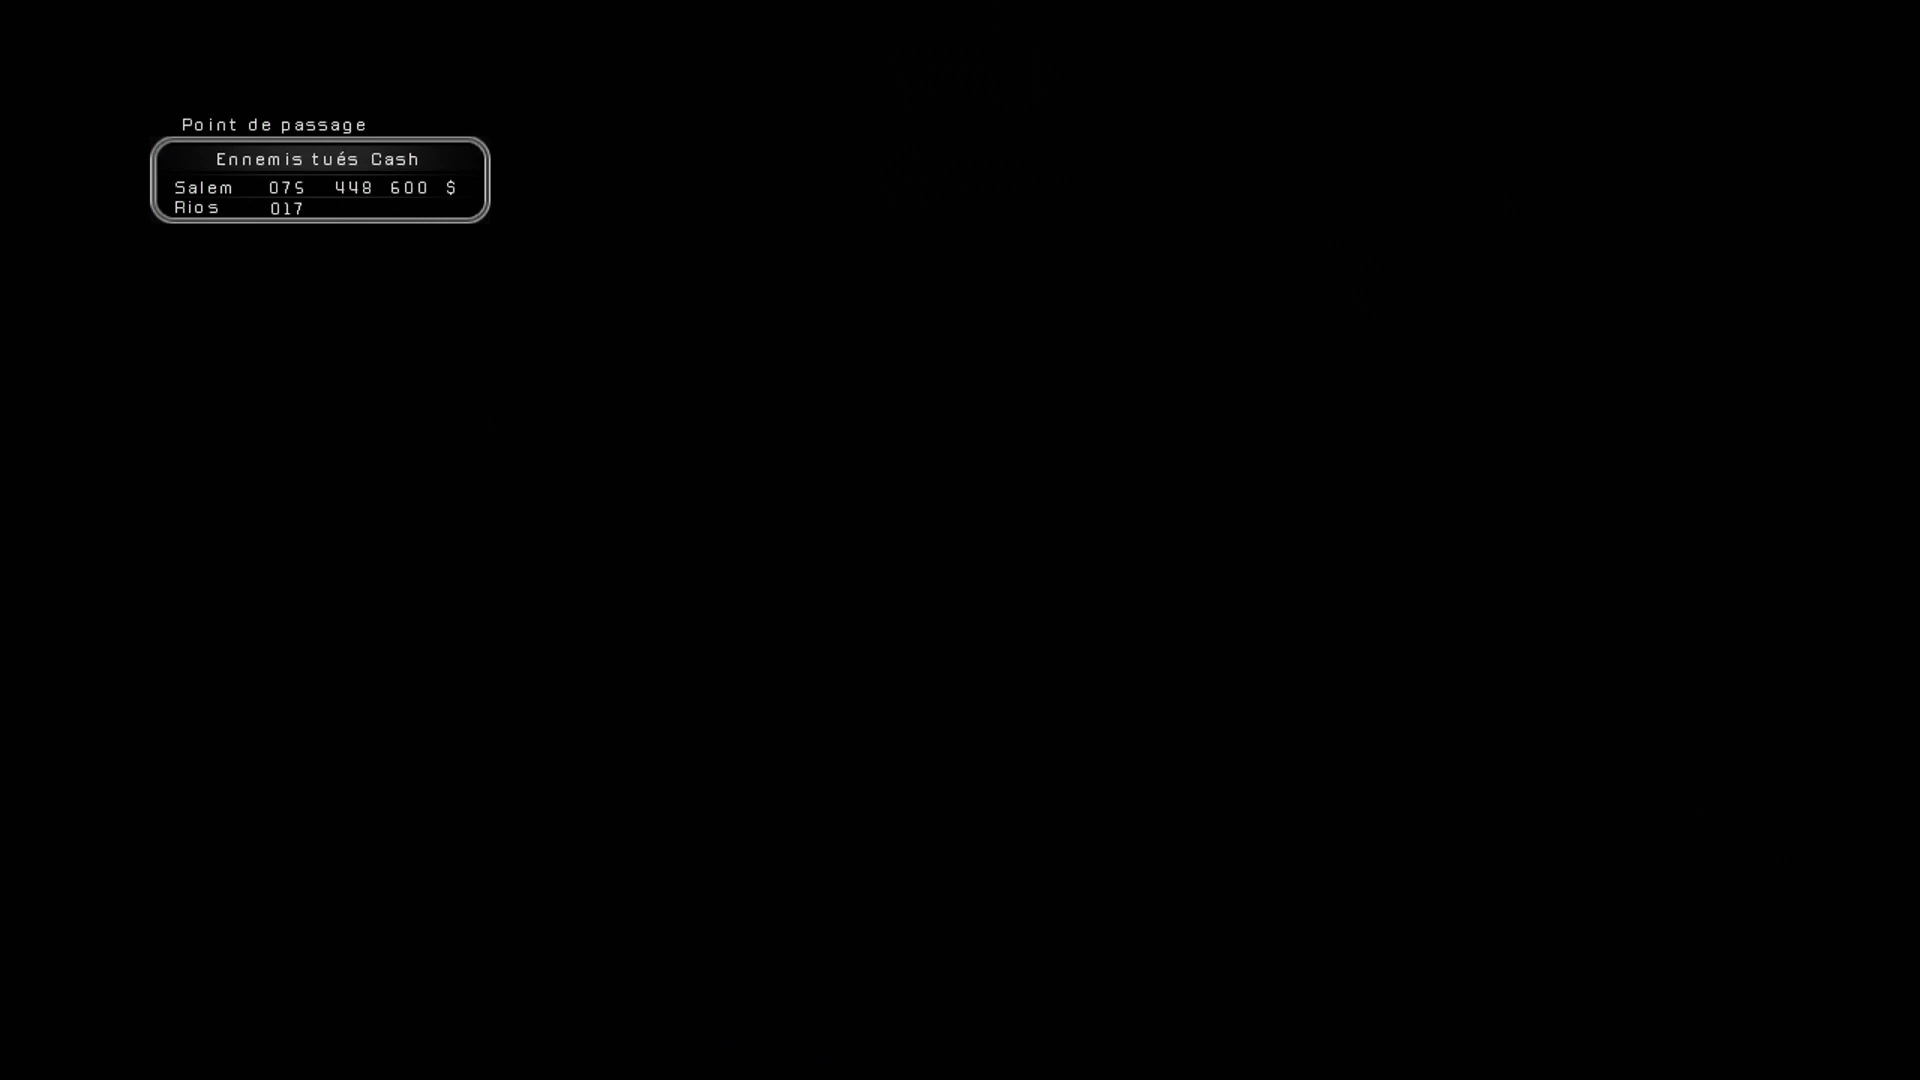 Point de passage
Ennemis tués Cash
Salem 075 448 600 $
Rios 017